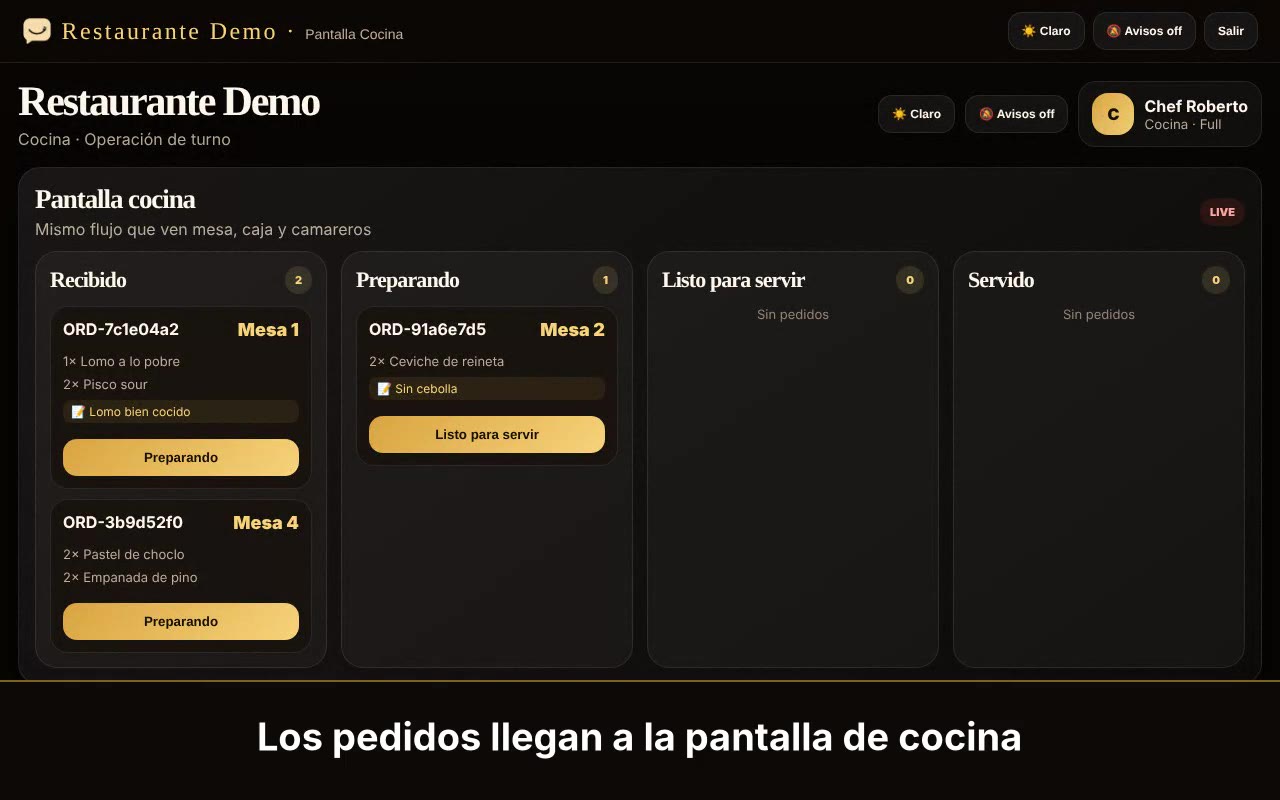 Restaurante Demo · Pantalla Cocina
☀️ Claro
🔕 Avisos off
Salir
Restaurante Demo
Cocina · Operación de turno
☀️ Claro
🔕 Avisos off
C
Chef Roberto
Cocina · Full
Pantalla cocina
Mismo flujo que ven mesa, caja y camareros
LIVE
Recibido 2
ORD-7c1e04a2 Mesa 1
1× Lomo a lo pobre
2× Pisco sour
📝 Lomo bien cocido
Preparando
ORD-3b9d52f0 Mesa 4
2× Pastel de choclo
2× Empanada de pino
Preparando
Preparando 1
ORD-91a6e7d5 Mesa 2
2× Ceviche de reineta
📝 Sin cebolla
Listo para servir
Listo para servir 0
Sin pedidos
Servido 0
Sin pedidos
Los pedidos llegan a la pantalla de cocina